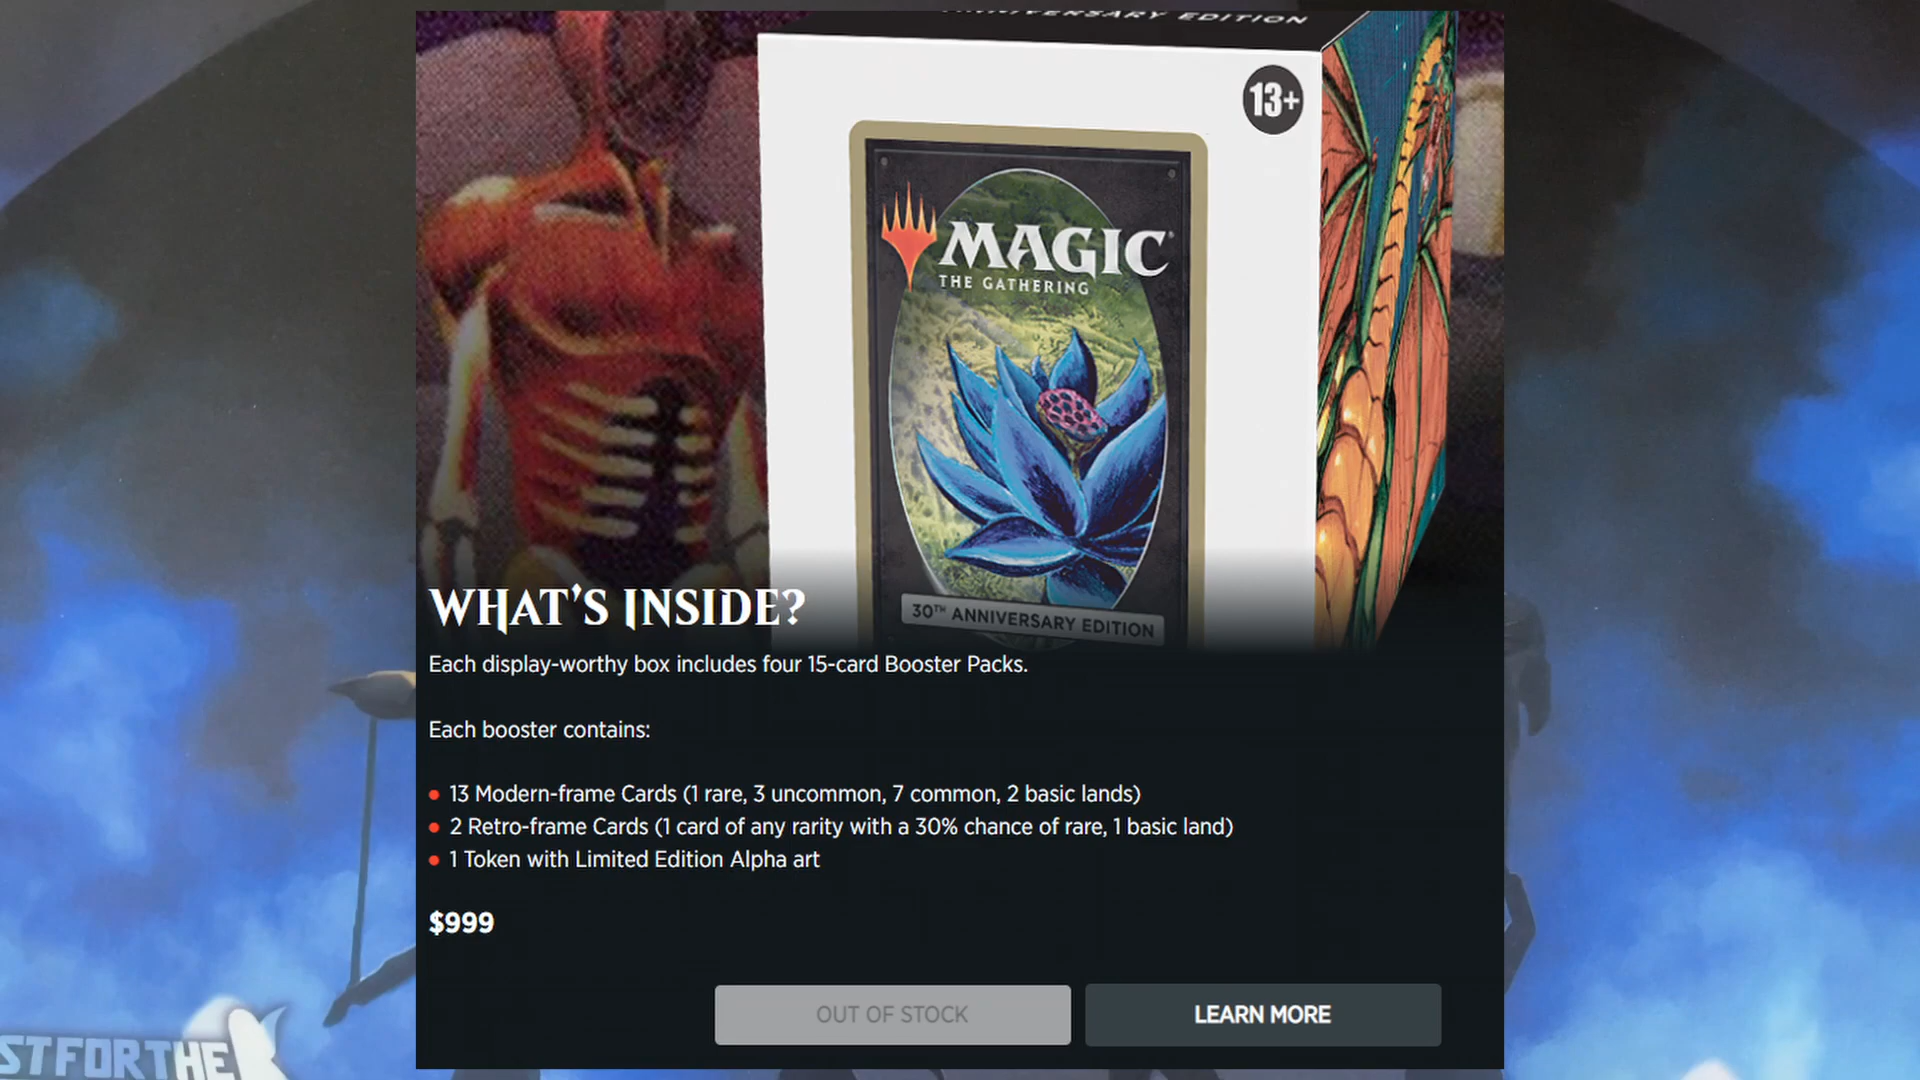 EDITION
13+
MAGIC
THE GATHERING
30TH ANNIVERSARY EDITION
WHAT'S INSIDE?
Each display-worthy box includes four 15-card Booster Packs.
Each booster contains:
13 Modern-frame Cards (1 rare, 3 uncommon, 7 common, 2 basic lands)
2 Retro-frame Cards (1 card of any rarity with a 30% chance of rare, 1 basic land)
1 Token with Limited Edition Alpha art
$999
OUT OF STOCK
LEARN MORE
STFORTHE